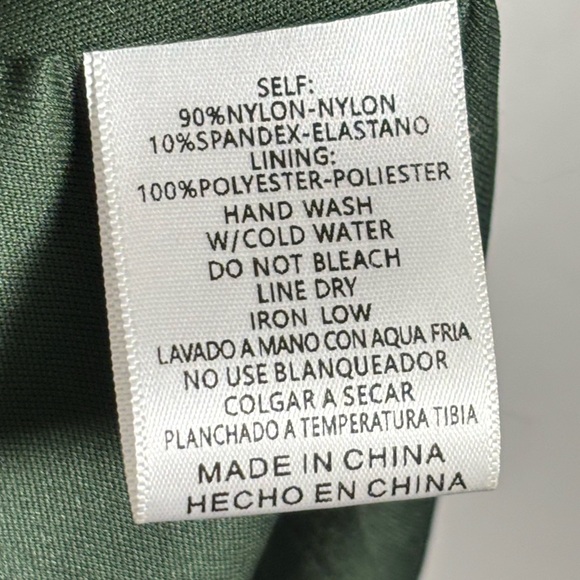 SELF:
90%NYLON-NYLON
10%SPANDEX-ELASTANO
LINING:
100%POLYESTER-POLIESTER
HAND WASH
W/COLD WATER
DO NOT BLEACH
LINE DRY
IRON LOW
LAVADO A MANO CON AQUA FRIA
NO USE BLANQUEADOR
COLGAR A SECAR
PLANCHADO A TEMPERATURA TIBIA
MADE IN CHINA
HECHO EN CHINA